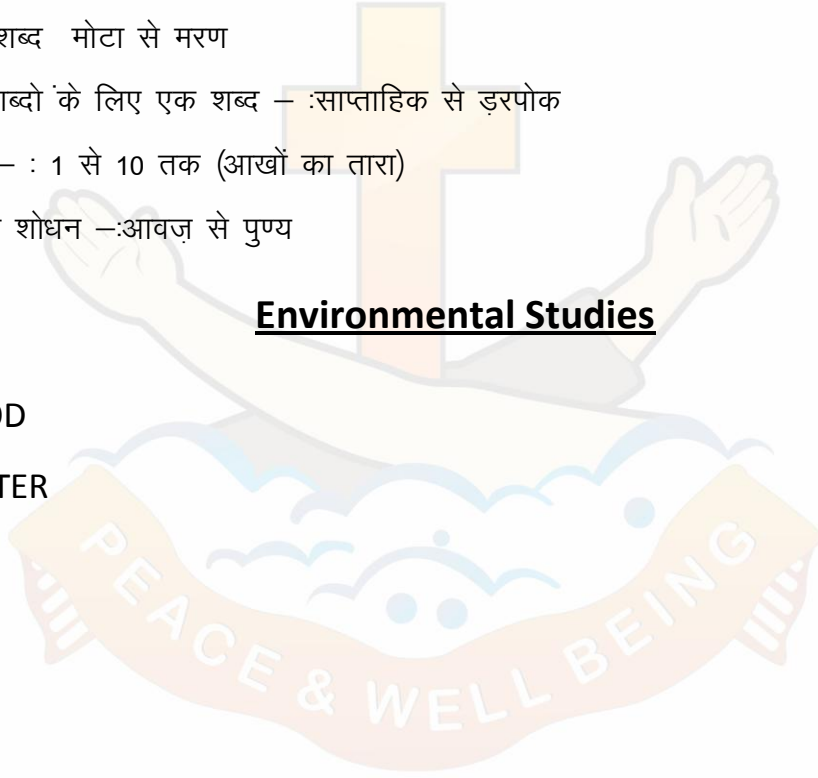 शब्द मोटा से मरण
ब्दो के लिए एक शब्द – :साप्ताहिक से ड़रपोक
– : 1 से 10 तक (आखों का तारा)
शोधन –:आवज़ से पुण्य
Environmental Studies
OD
TER
PEACE & WELL BEING